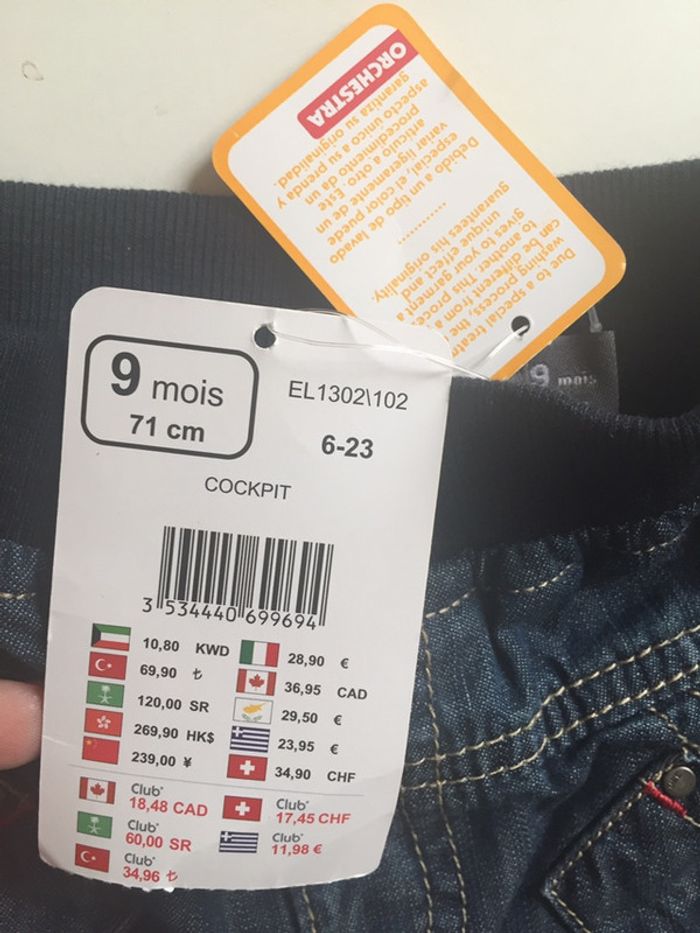 ORCHESTRA
Debido a un tipo de lavado
especial, el color puede
variar ligeramente de un
artículo a otro. Este
procedimiento da un
aspecto único a su prenda y
garantiza su originalidad.
Due to a special
washing process, the
can be different from a
to another. This process
gives to your garment a
unique effect and
guarantees his originality.
9 mois
9 mois
71 cm
EL1302\102
6-23
COCKPIT
3 534440 699694
10,80 KWD
69,90 ₺
120,00 SR
269,90 HK$
239,00 ¥
28,90 €
36,95 CAD
29,50 €
23,95 €
34,90 CHF
Club*
18,48 CAD
Club*
60,00 SR
Club*
34,96 ₺
Club*
17,45 CHF
Club*
11,98 €